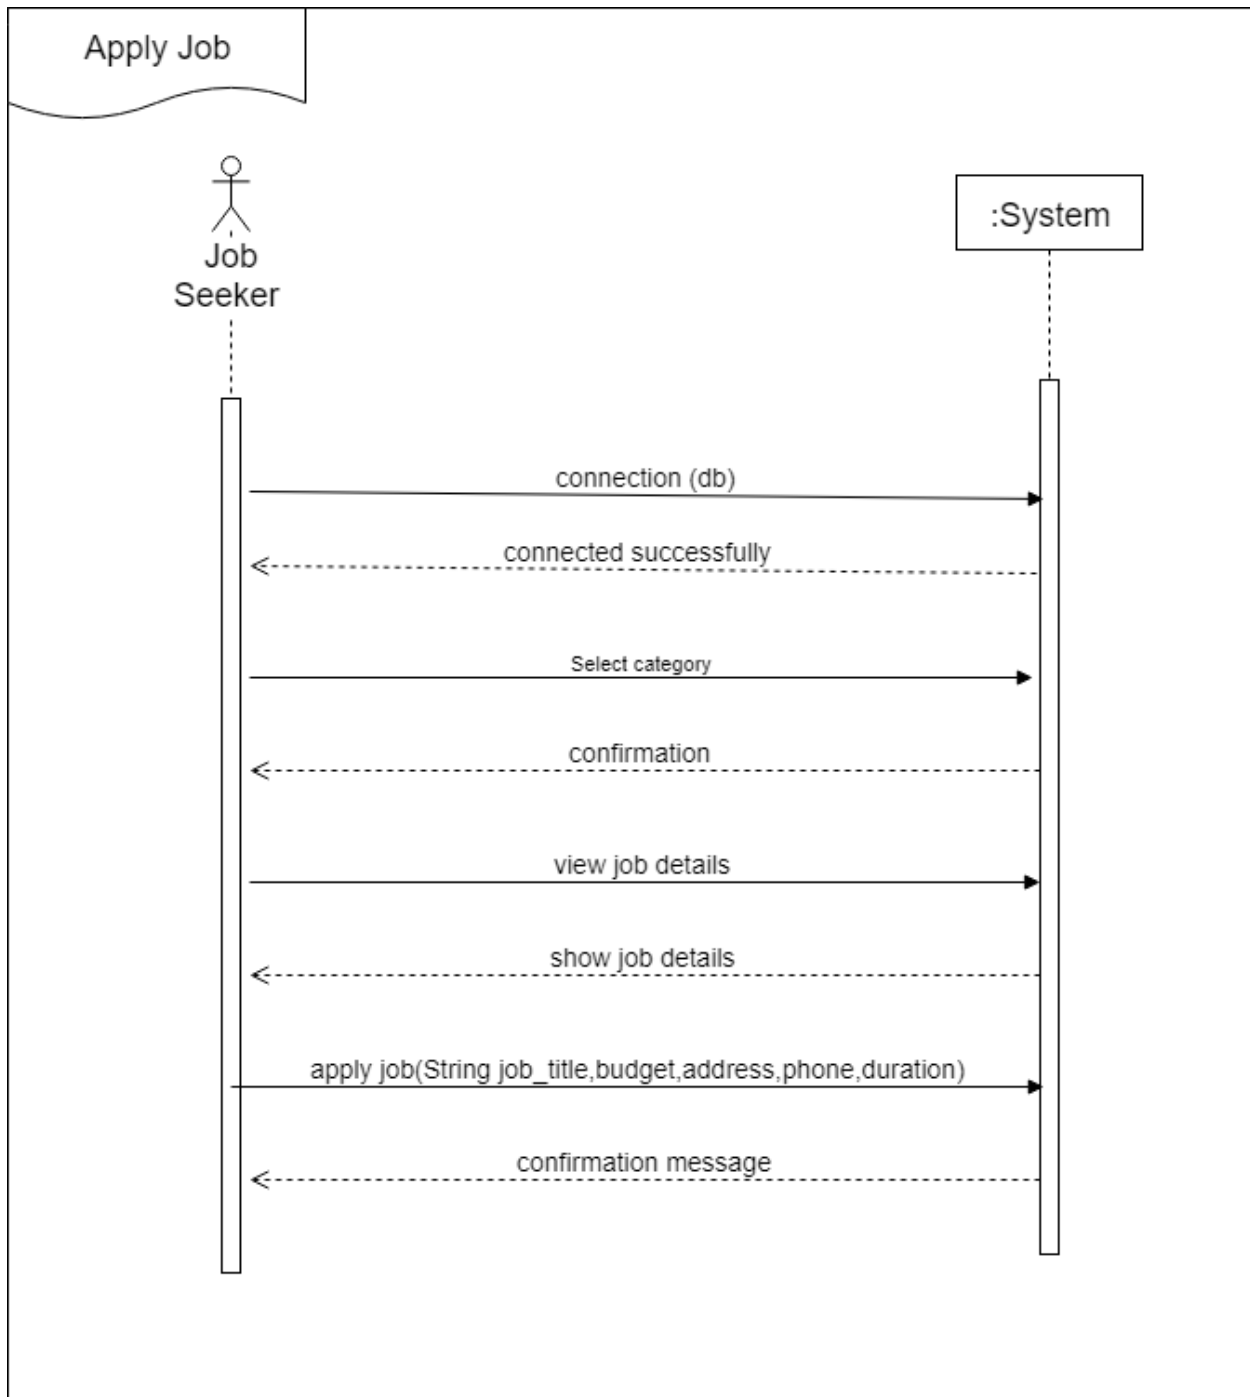 Apply Job
Job
Seeker
:System
connection (db)
connected successfully
Select category
confirmation
view job details
show job details
apply job(String job_title,budget,address,phone,duration)
confirmation message